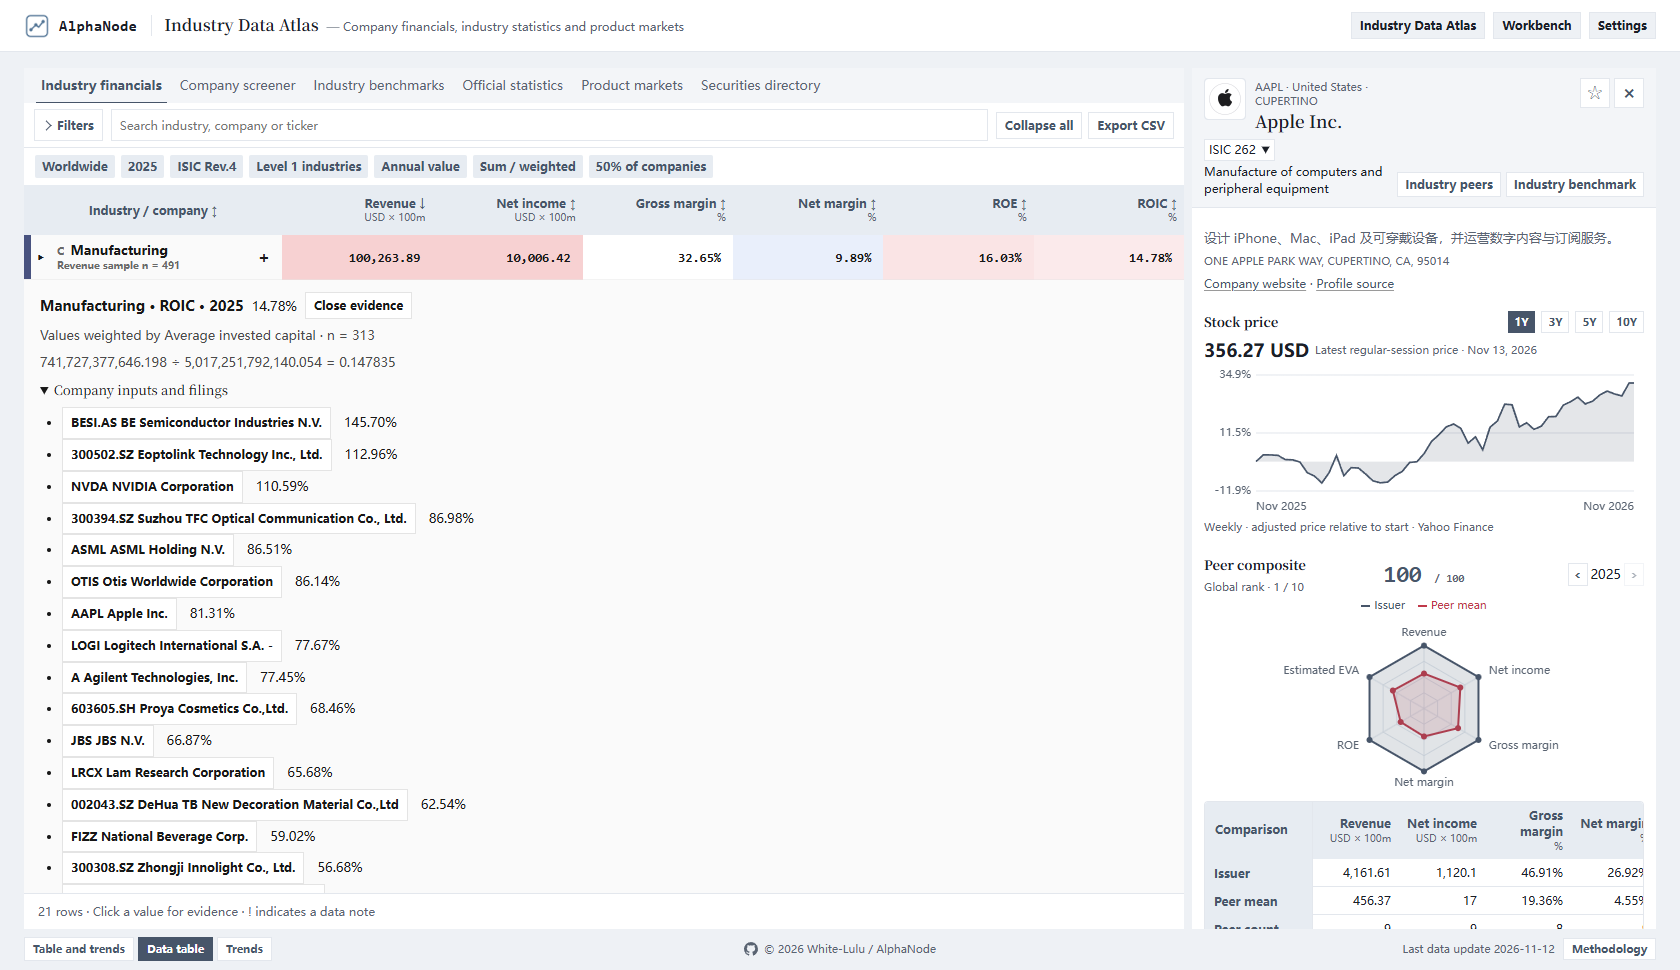 AlphaNode
Industry Data Atlas — Company financials, industry statistics and product markets
Industry Data Atlas
Workbench
Settings
Industry financials
Company screener
Industry benchmarks
Official statistics
Product markets
Securities directory
Filters
Search industry, company or ticker
Collapse all
Export CSV
Worldwide
2025
ISIC Rev.4
Level 1 industries
Annual value
Sum / weighted
50% of companies
Industry / company ↕
Revenue ↓
USD × 100m
Net income ↕
USD × 100m
Gross margin ↕
%
Net margin ↕
%
ROE ↕
%
ROIC ↕
%
C Manufacturing
Revenue sample n = 491
+
100,263.89
10,006.42
32.65%
9.89%
16.03%
14.78%
Manufacturing • ROIC • 2025 14.78% Close evidence
Values weighted by Average invested capital · n = 313
741,727,377,646.198 ÷ 5,017,251,792,140.054 = 0.147835
▼ Company inputs and filings
• BESI.AS BE Semiconductor Industries N.V. 145.70%
• 300502.SZ Eoptolink Technology Inc., Ltd. 112.96%
• NVDA NVIDIA Corporation 110.59%
• 300394.SZ Suzhou TFC Optical Communication Co., Ltd. 86.98%
• ASML ASML Holding N.V. 86.51%
• OTIS Otis Worldwide Corporation 86.14%
• AAPL Apple Inc. 81.31%
• LOGI Logitech International S.A. - 77.67%
• A Agilent Technologies, Inc. 77.45%
• 603605.SH Proya Cosmetics Co.,Ltd. 68.46%
• JBS JBS N.V. 66.87%
• LRCX Lam Research Corporation 65.68%
• 002043.SZ DeHua TB New Decoration Material Co.,Ltd 62.54%
• FIZZ National Beverage Corp. 59.02%
• 300308.SZ Zhongji Innolight Co., Ltd. 56.68%
21 rows · Click a value for evidence · ! indicates a data note
AAPL · United States ·
CUPERTINO
Apple Inc.
ISIC 262 ▼
Manufacture of computers and
peripheral equipment
Industry peers
Industry benchmark
设计 iPhone、Mac、iPad 及可穿戴设备，并运营数字内容与订阅服务。
ONE APPLE PARK WAY, CUPERTINO, CA, 95014
Company website · Profile source
Stock price
1Y
3Y
5Y
10Y
356.27 USD Latest regular-session price · Nov 13, 2026
34.9%
11.5%
-11.9%
Nov 2025
Nov 2026
Weekly · adjusted price relative to start · Yahoo Finance
Peer composite
Global rank · 1 / 10
100 / 100
‹ 2025 ›
Issuer
Peer mean
Revenue
Estimated EVA
Net income
ROE
Gross margin
Net margin
Comparison
Revenue
USD × 100m
Net income
USD × 100m
Gross
margin
%
Net margin
Issuer
4,161.61
1,120.1
46.91%
26.92%
Peer mean
456.37
17
19.36%
4.55%
Peer count
9
9
8
Table and trends
Data table
Trends
© 2026 White-Lulu / AlphaNode
Last data update 2026-11-12
Methodology